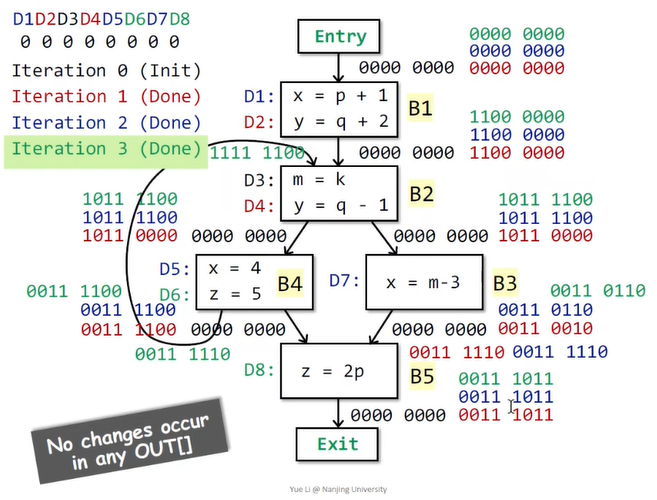 D1D2D3D4D5D6D7D8
0 0 0 0 0 0 0 0
Iteration 0 (Init)
Iteration 1 (Done)
Iteration 2 (Done)
Iteration 3 (Done)
Entry
0000 0000
0000 0000
0000 0000 0000 0000
D1: x = p + 1
D2: y = q + 2
B1
1100 0000
1100 0000
0000 0000 1100 0000
1111 1100
D3: m = k
D4: y = q - 1
B2
1011 1100
1011 1100
1011 0000 0000 0000
1011 1100
1011 1100
0000 0000 1011 0000
D5: x = 4
D6: z = 5
B4
D7: x = m-3
B3
0011 1100
0011 1100
0011 1100 0000 0000
0011 0110
0011 0110
0000 0000 0011 0010
0011 1110
0011 1110 0011 1110
D8: z = 2p
B5
0011 1011
0011 1011
0000 0000 0011 1011
Exit
No changes occur
in any OUT[]
Yue Li @ Nanjing University